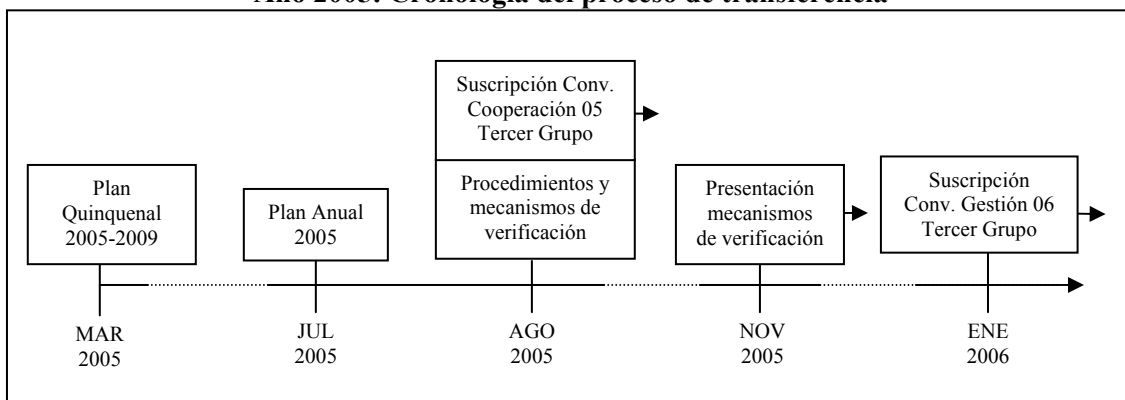 Año 2005: Cronología del proceso de transferencia
Suscripción Conv.
Cooperación 05
Tercer Grupo
Plan
Quinquenal
2005-2009
Plan Anual
2005
Procedimientos y
mecanismos de
verificación
Presentación
mecanismos
de verificación
Suscripción
Conv. Gestión 06
Tercer Grupo
MAR
2005
JUL
2005
AGO
2005
NOV
2005
ENE
2006